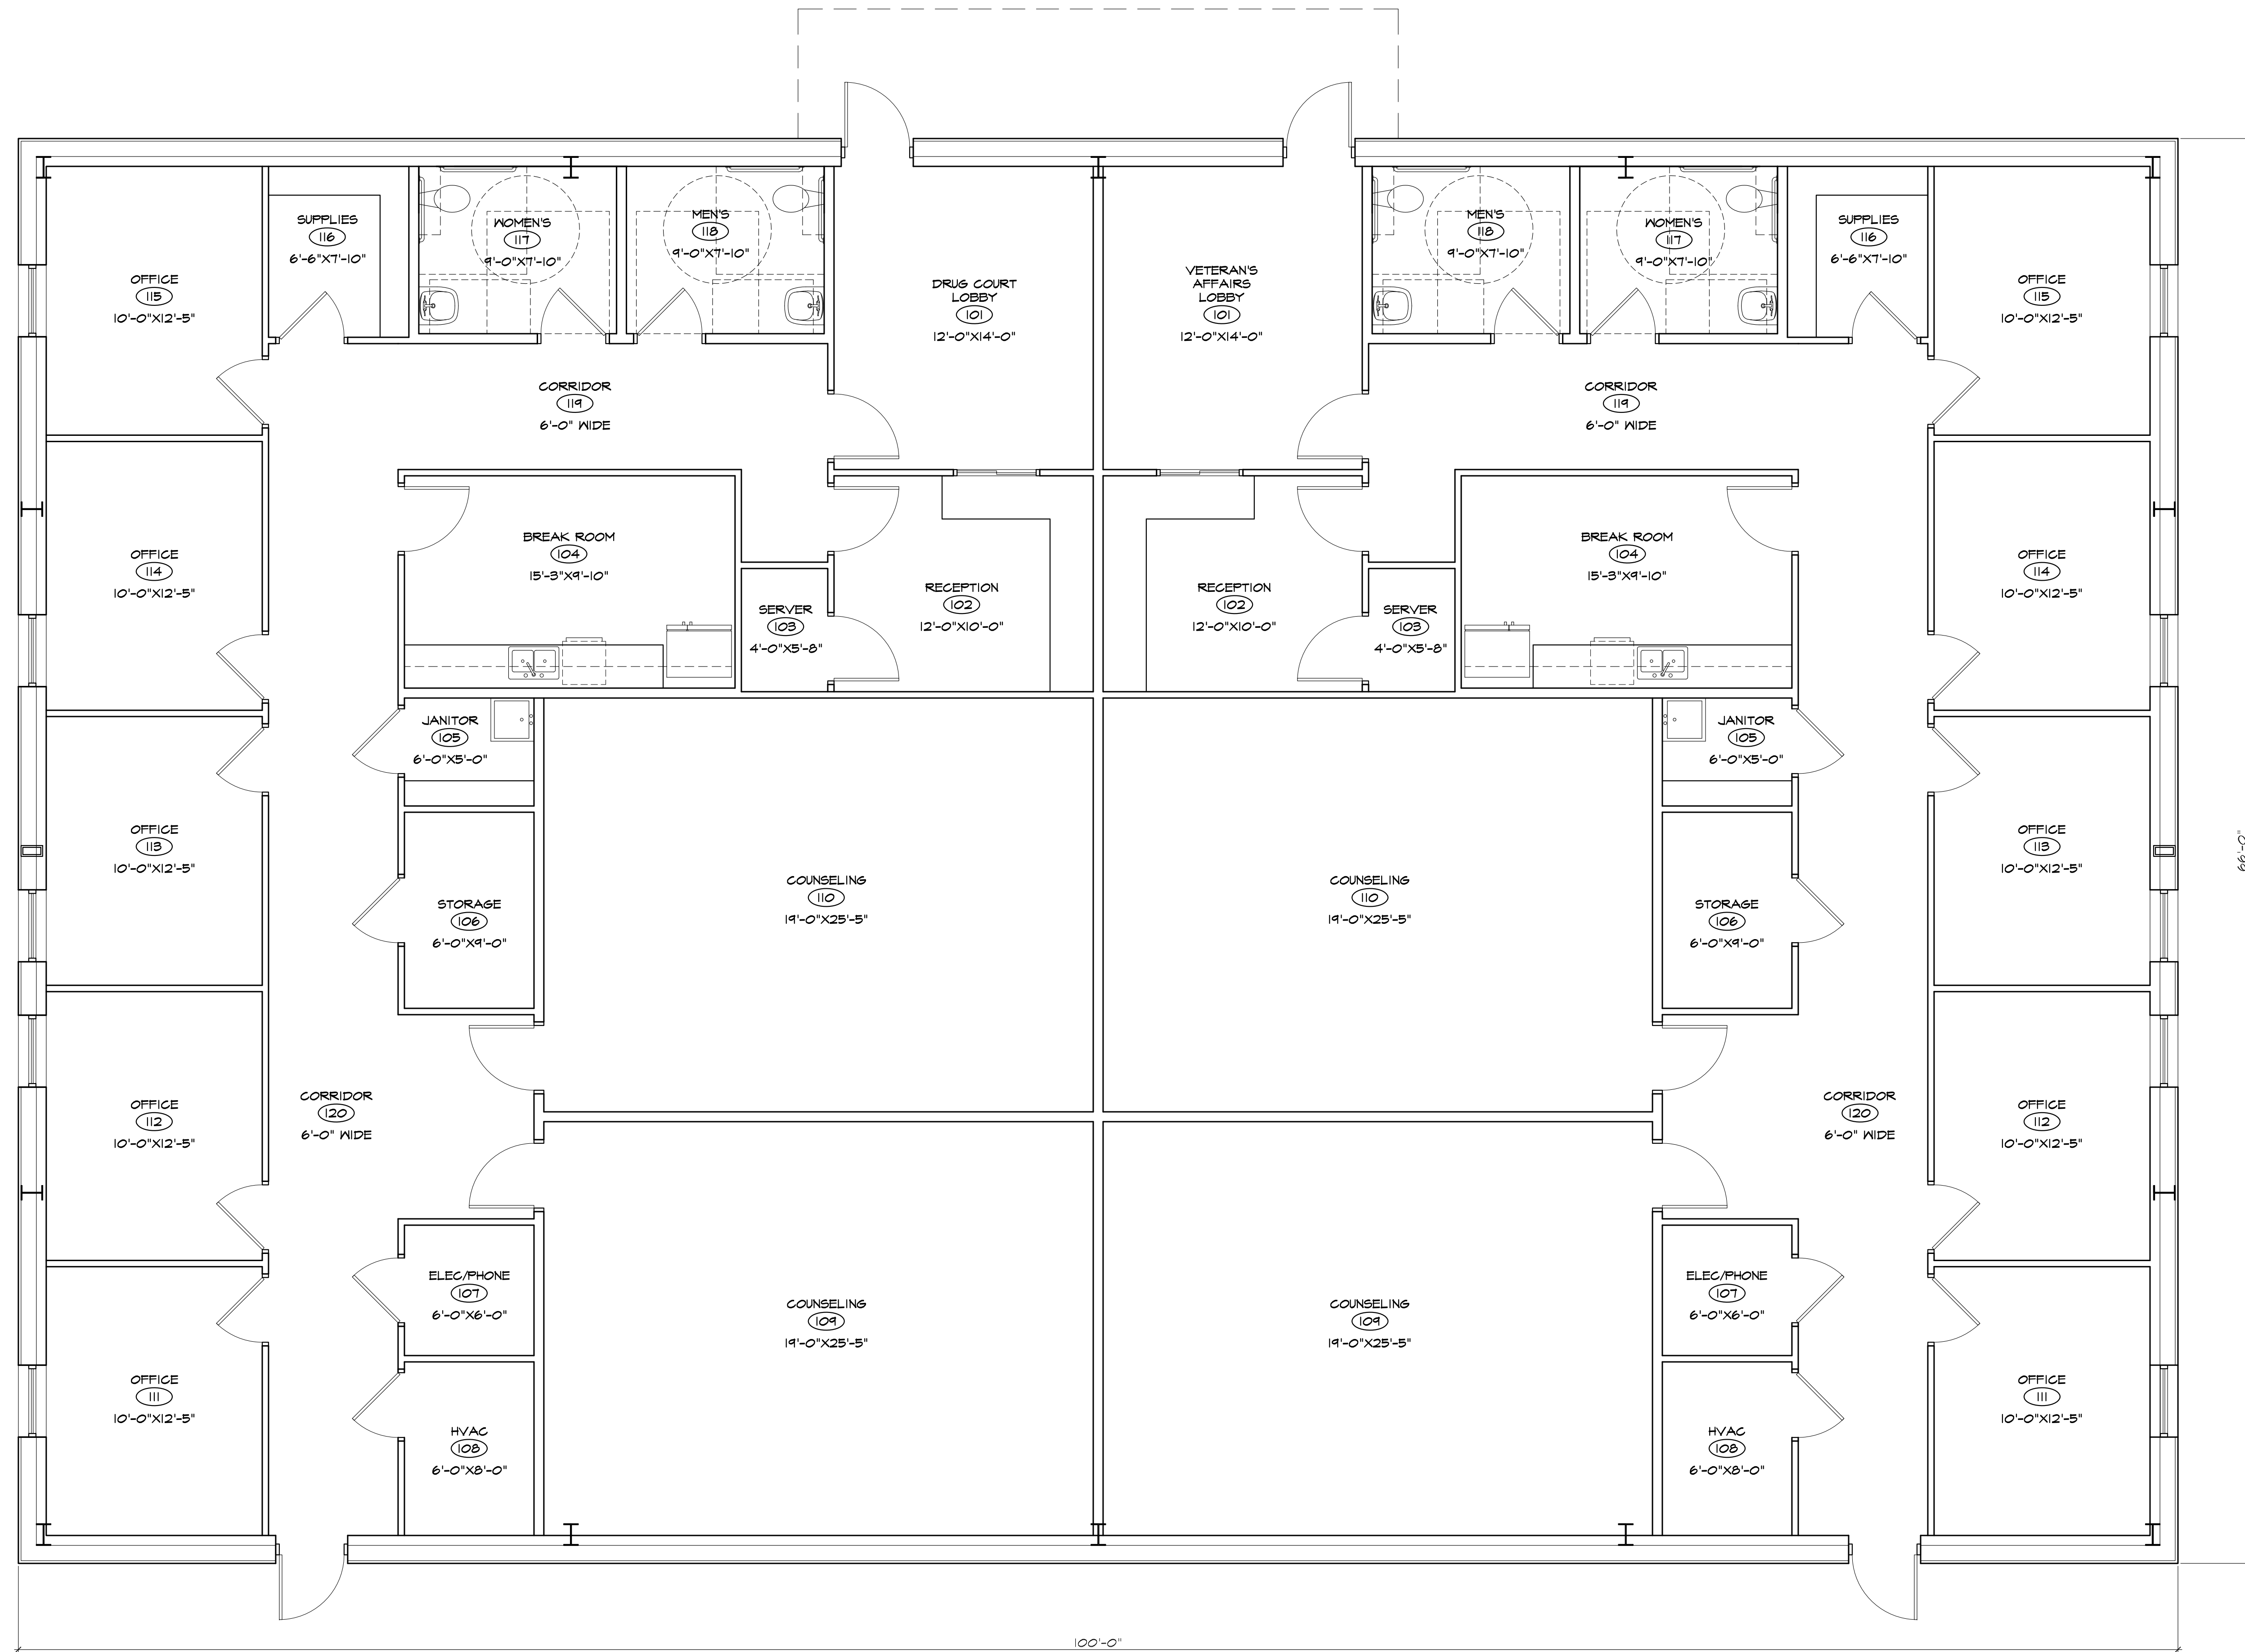 SUPPLIES
116
6'-6"X7'-10"
WOMEN'S
117
9'-0"X7'-10"
MEN'S
118
9'-0"X7'-10"
MEN'S
118
9'-0"X7'-10"
WOMEN'S
117
9'-0"X7'-10"
SUPPLIES
116
6'-6"X7'-10"
OFFICE
115
10'-0"X12'-5"
DRUG COURT
LOBBY
101
12'-0"X14'-0"
VETERAN'S
AFFAIRS
LOBBY
101
12'-0"X14'-0"
OFFICE
115
10'-0"X12'-5"
CORRIDOR
119
6'-0" WIDE
CORRIDOR
119
6'-0" WIDE
OFFICE
114
10'-0"X12'-5"
BREAK ROOM
104
15'-3"X9'-10"
SERVER
103
4'-0"X5'-8"
RECEPTION
102
12'-0"X10'-0"
RECEPTION
102
12'-0"X10'-0"
SERVER
103
4'-0"X5'-8"
BREAK ROOM
104
15'-3"X9'-10"
OFFICE
114
10'-0"X12'-5"
JANITOR
105
6'-0"X5'-0"
JANITOR
105
6'-0"X5'-0"
OFFICE
113
10'-0"X12'-5"
STORAGE
106
6'-0"X9'-0"
COUNSELING
110
19'-0"X25'-5"
COUNSELING
110
19'-0"X25'-5"
STORAGE
106
6'-0"X9'-0"
OFFICE
113
10'-0"X12'-5"
66'-0"
OFFICE
112
10'-0"X12'-5"
CORRIDOR
120
6'-0" WIDE
CORRIDOR
120
6'-0" WIDE
OFFICE
112
10'-0"X12'-5"
ELEC/PHONE
107
6'-0"X6'-0"
COUNSELING
109
19'-0"X25'-5"
COUNSELING
109
19'-0"X25'-5"
ELEC/PHONE
107
6'-0"X6'-0"
OFFICE
111
10'-0"X12'-5"
HVAC
108
6'-0"X8'-0"
HVAC
108
6'-0"X8'-0"
OFFICE
111
10'-0"X12'-5"
100'-0"